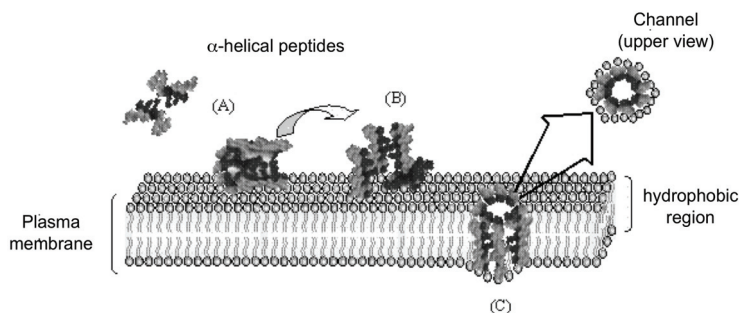 Channel
(upper view)
α-helical peptides
(A)
(B)
Plasma
membrane
hydrophobic
region
(C)